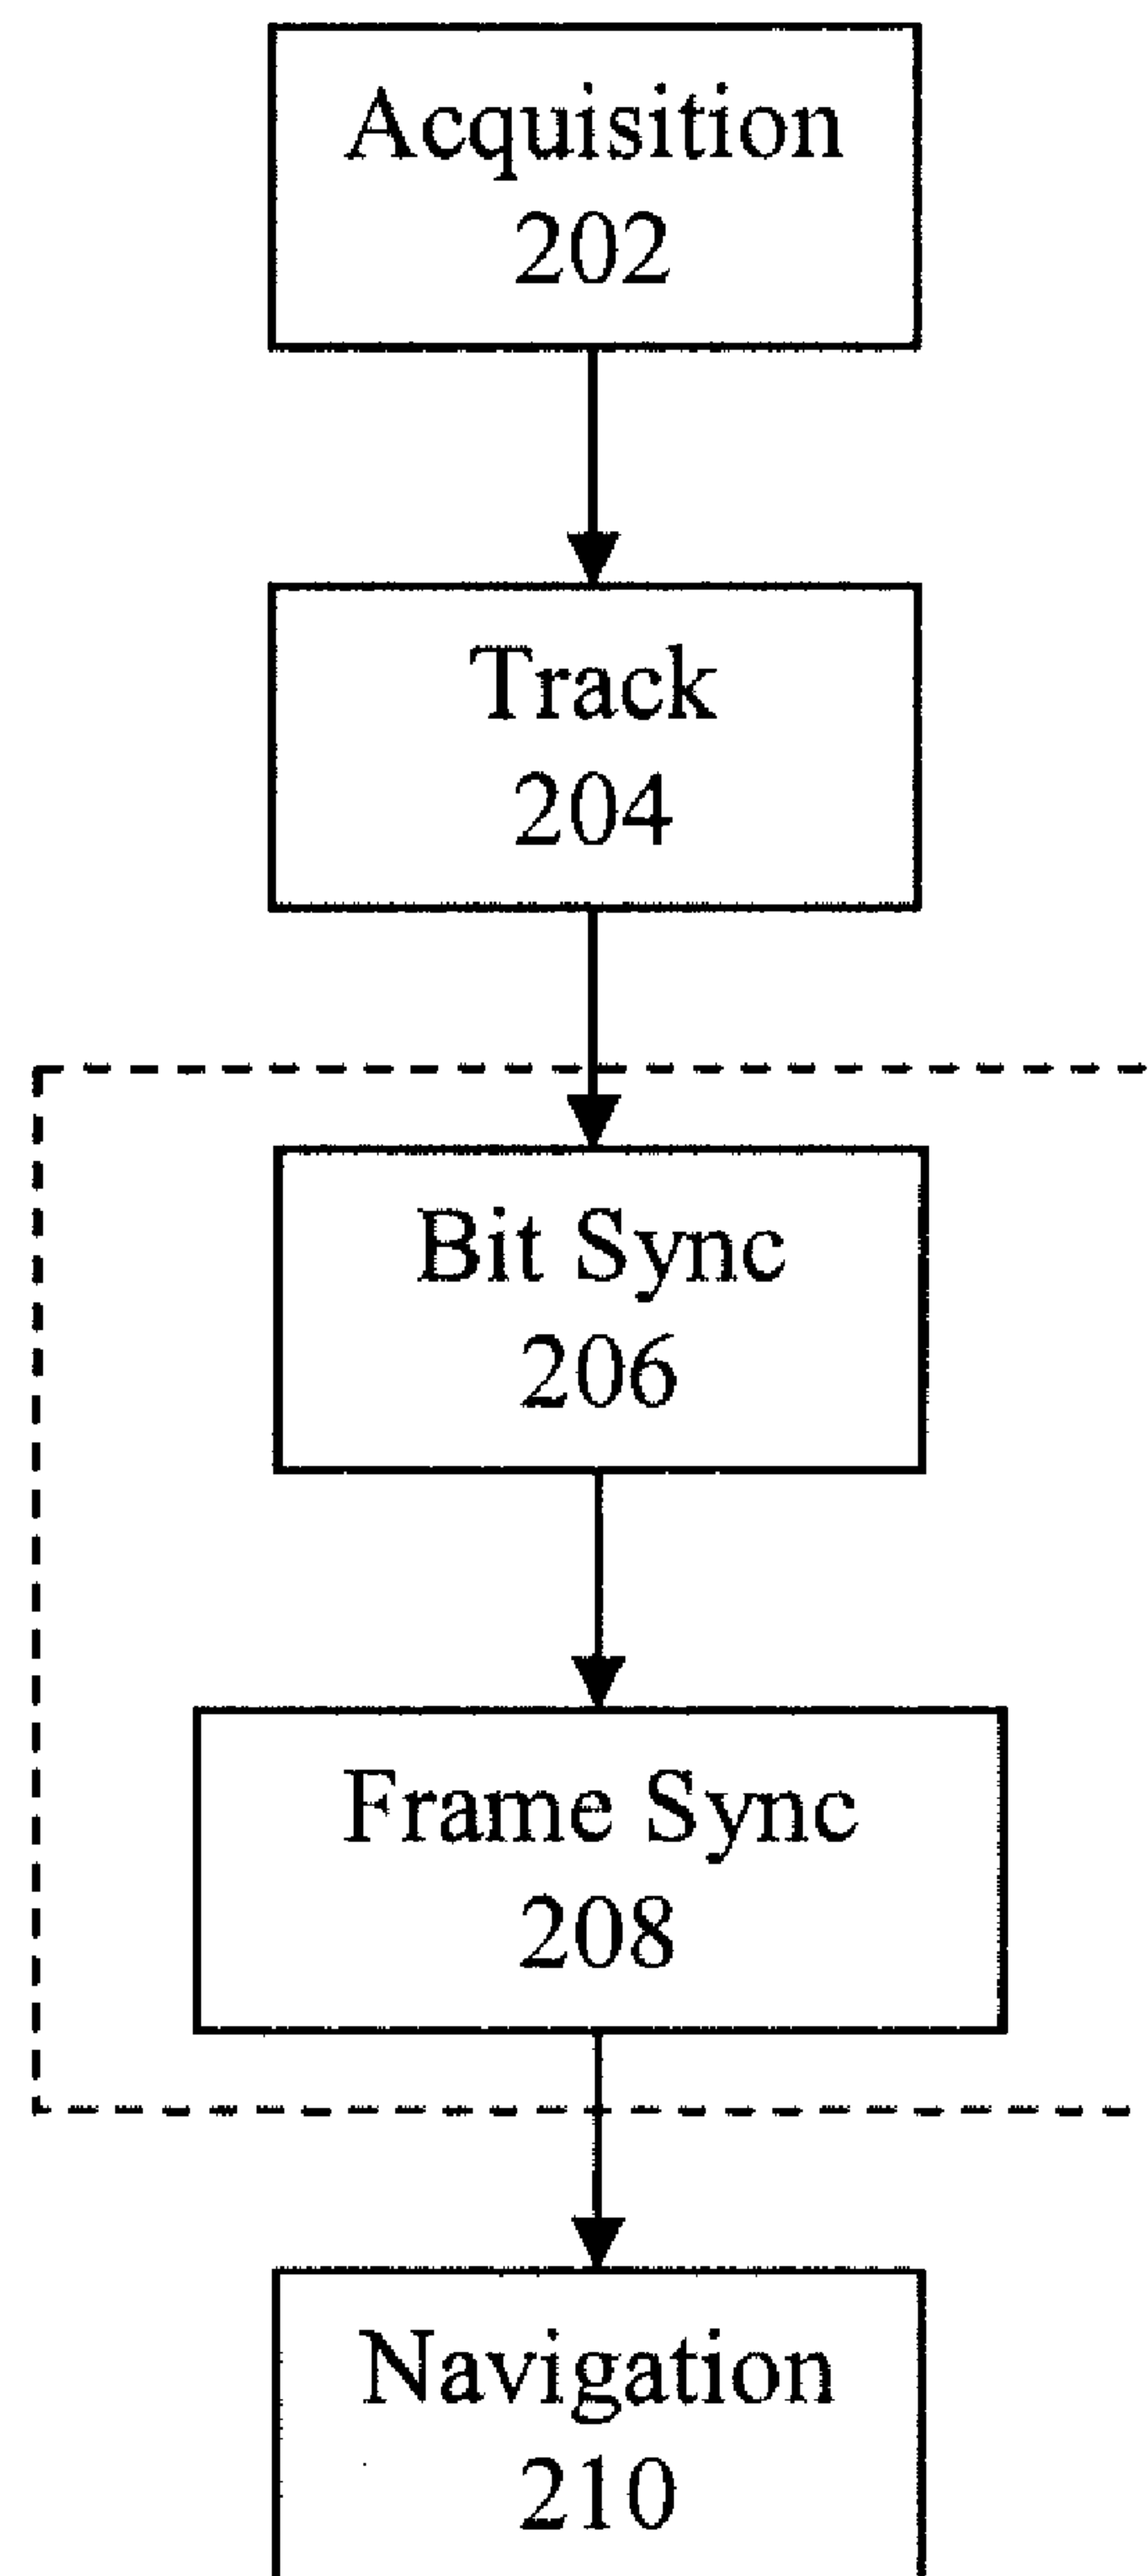 Acquisition
202
Track
204
Bit Sync
206
Frame Sync
208
Navigation
210